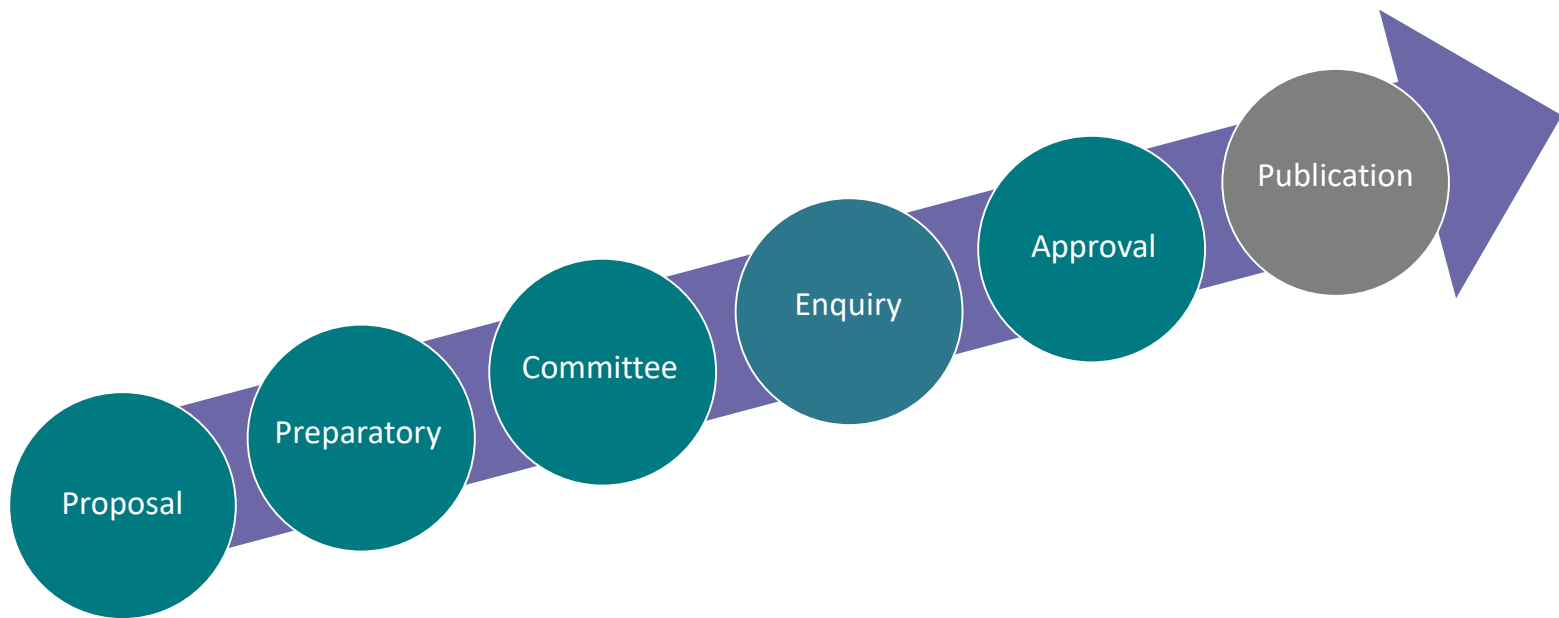 Proposal
Preparatory
Committee
Enquiry
Approval
Publication